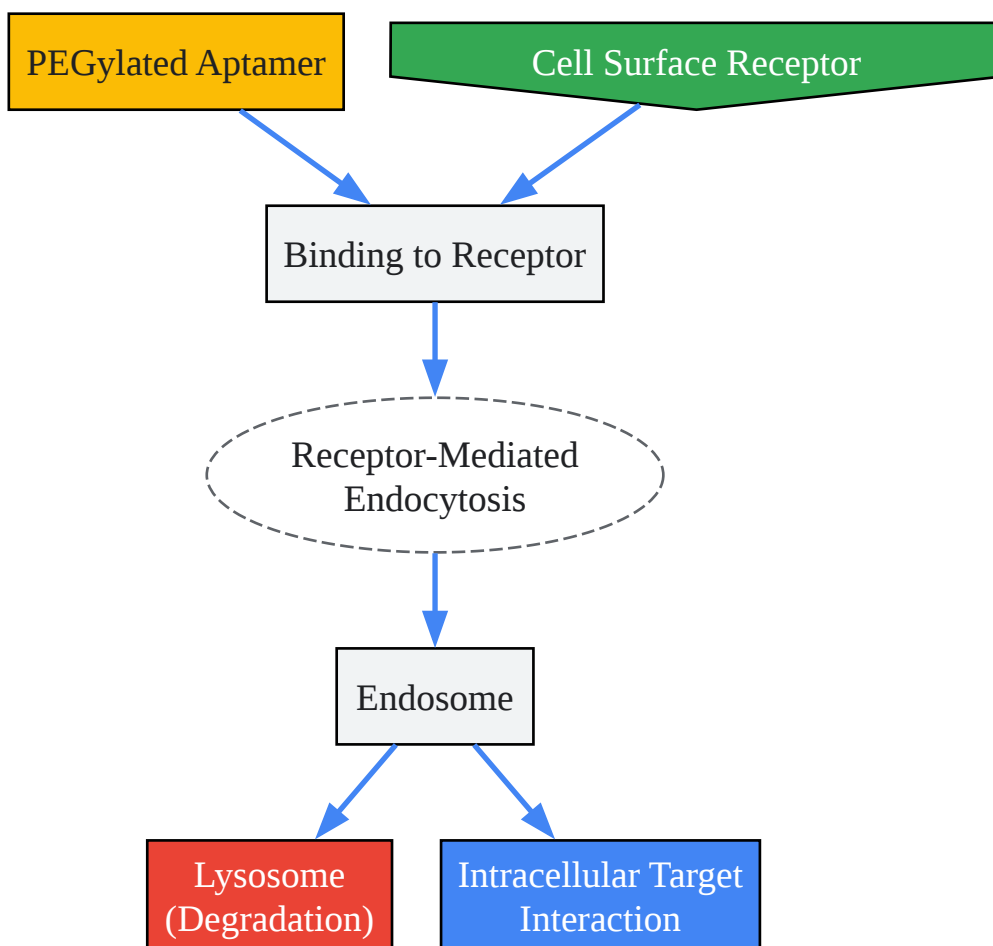 PEGylated Aptamer
Cell Surface Receptor
Binding to Receptor
Receptor-Mediated
Endocytosis
Endosome
Lysosome
(Degradation)
Intracellular Target
Interaction